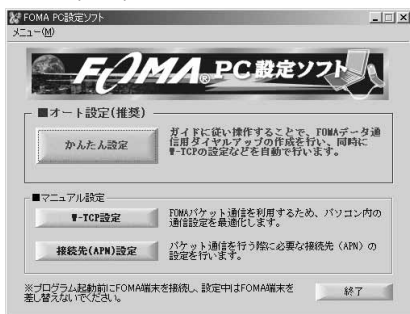 FOMA PC設定ソフト
メニュー(M)
FOMA® PC設定ソフト
■オート設定(推奨)
かんたん設定
ガイドに従い操作することで、FOMAデータ通
信用ダイヤルアップの作成を行い、同時に
W-TCPの設定などを自動で行います。
■マニュアル設定
W-TCP設定
FOMAパケット通信を利用するため、パソコン内の
通信設定を最適化します。
接続先(APN)設定
パケット通信を行う際に必要な接続先（APN）の
設定を行います。
※プログラム起動前にFOMA端末を接続し、設定中はFOMA端末を
差し替えないでください。
終了